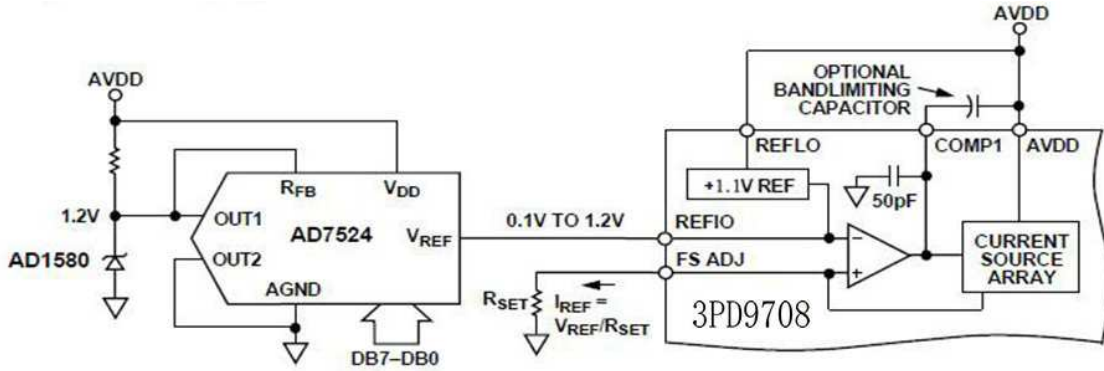 AVDD
OPTIONAL
BANDLIMITING
CAPACITOR
AVDD
REFLO
COMP1
AVDD
+1.1V REF
50pF
RFB
VDD
1.2V
OUT1
AD7524
VREF
0.1V TO 1.2V
REFIO
AD1580
OUT2
FS ADJ
CURRENT
SOURCE
ARRAY
AGND
RSET
IREF =
VREF/RSET
3PD9708
DB7–DB0